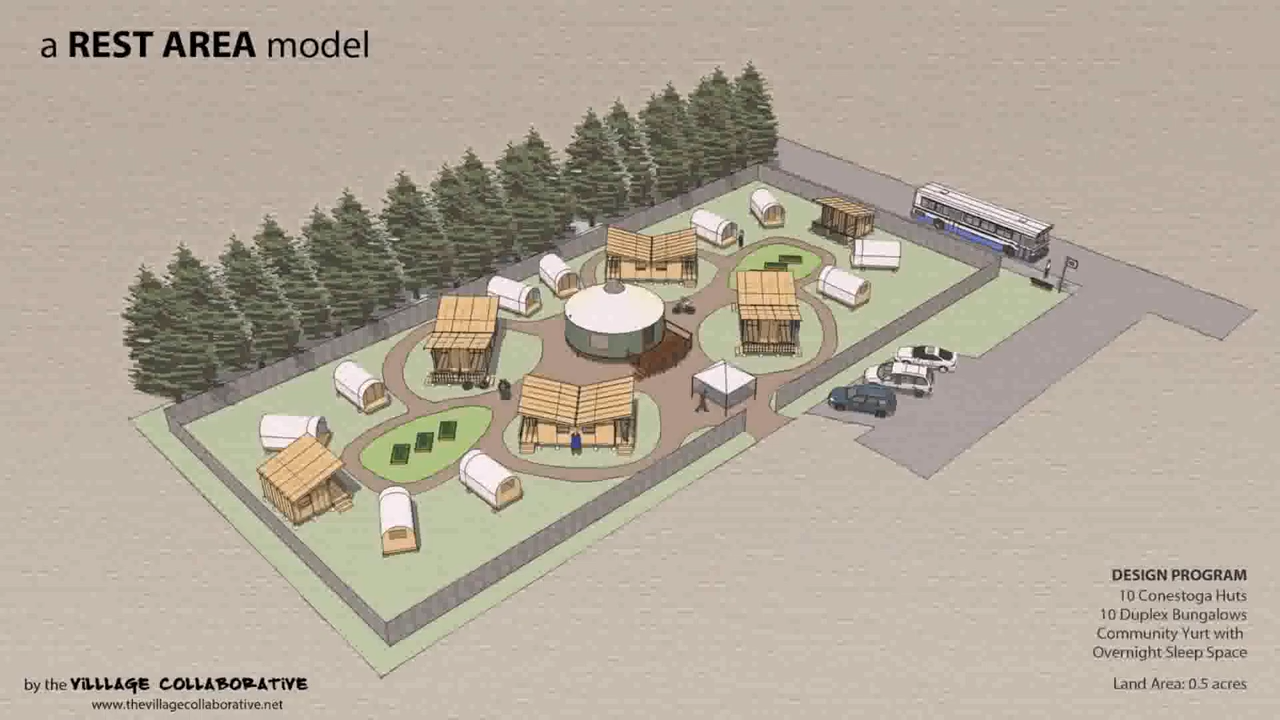 a REST AREA model
DESIGN PROGRAM
10 Conestoga Huts
10 Duplex Bungalows
Community Yurt with
Overnight Sleep Space
Land Area: 0.5 acres
by the VILLLAGE COLLABORATIVE
www.thevillagecollaborative.net